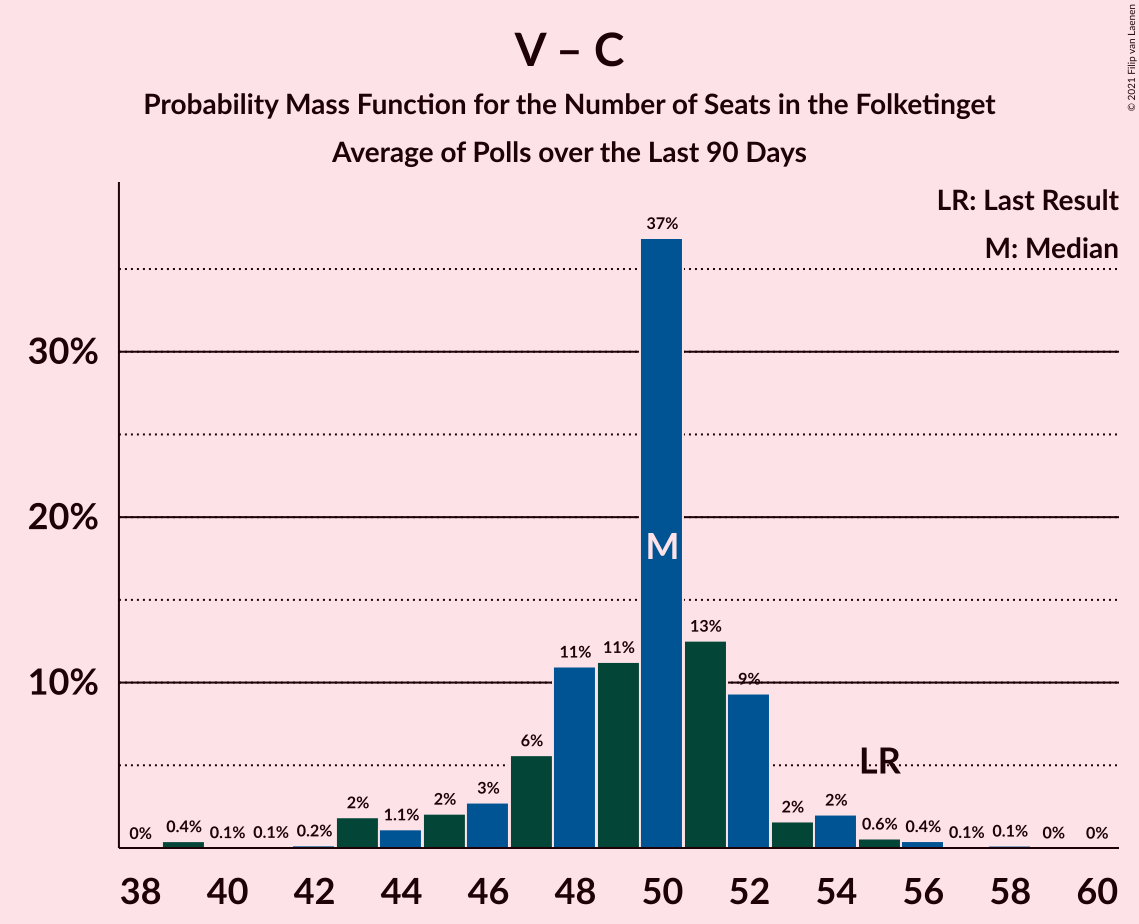 V – C
Probability Mass Function for the Number of Seats in the Folketinget
Average of Polls over the Last 90 Days
© 2021 Filip van Laenen
LR: Last Result
M: Median
30%
20%
10%
0%
0.4%
0.1%
0.1%
0.2%
2%
1.1%
2%
3%
6%
11%
11%
37%
13%
9%
2%
2%
0.6%
0.4%
0.1%
0.1%
0%
0%
M
LR
38 40 42 44 46 48 50 52 54 56 58 60